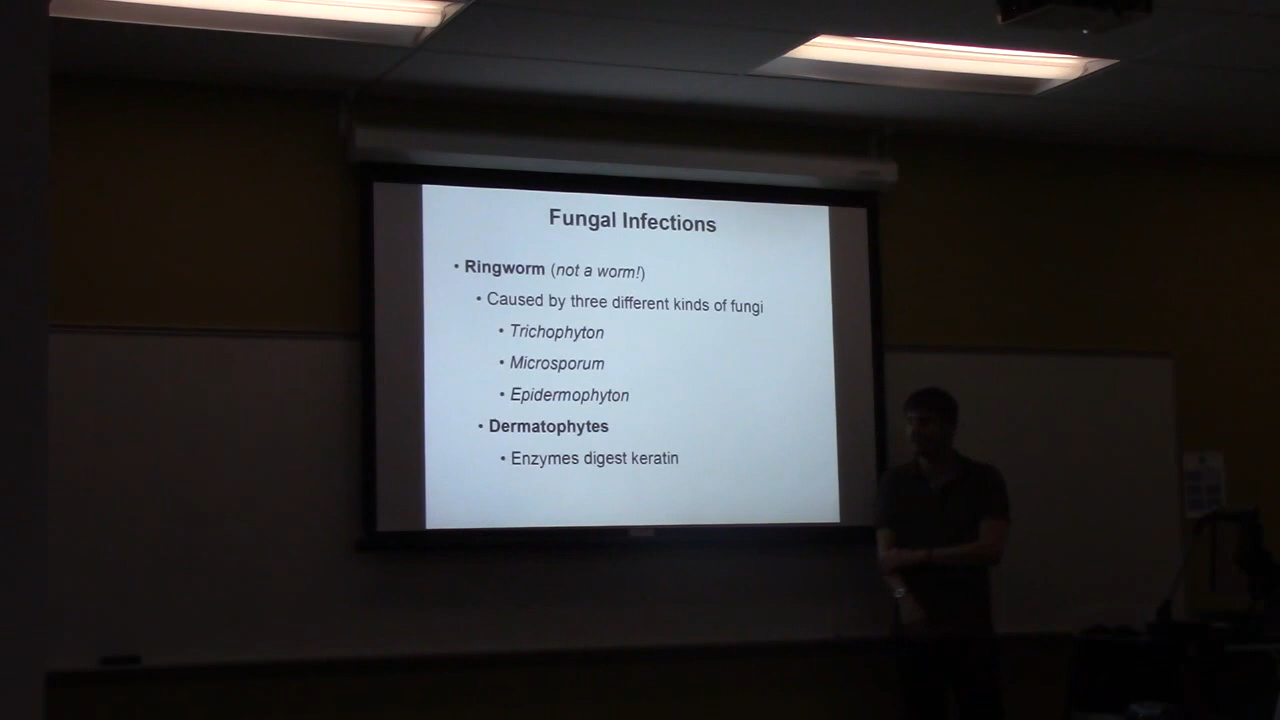 Fungal Infections
• Ringworm (not a worm!)
• Caused by three different kinds of fungi
• Trichophyton
• Microsporum
• Epidermophyton
• Dermatophytes
• Enzymes digest keratin